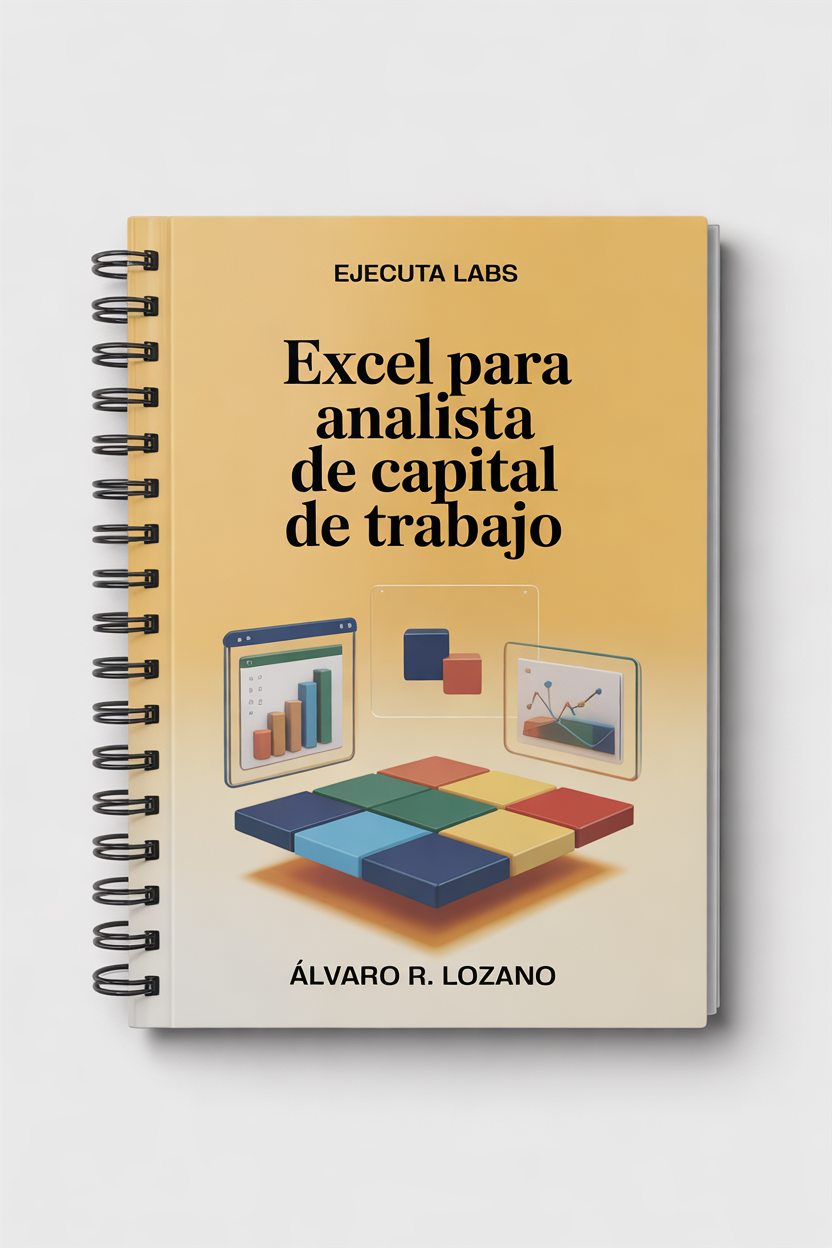 EJECUTA LABS
Excel para
analista
de capital
de trabajo
ÁLVARO R. LOZANO